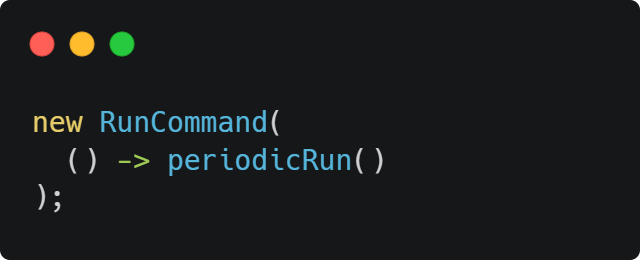 new RunCommand(
  () -> periodicRun()
);